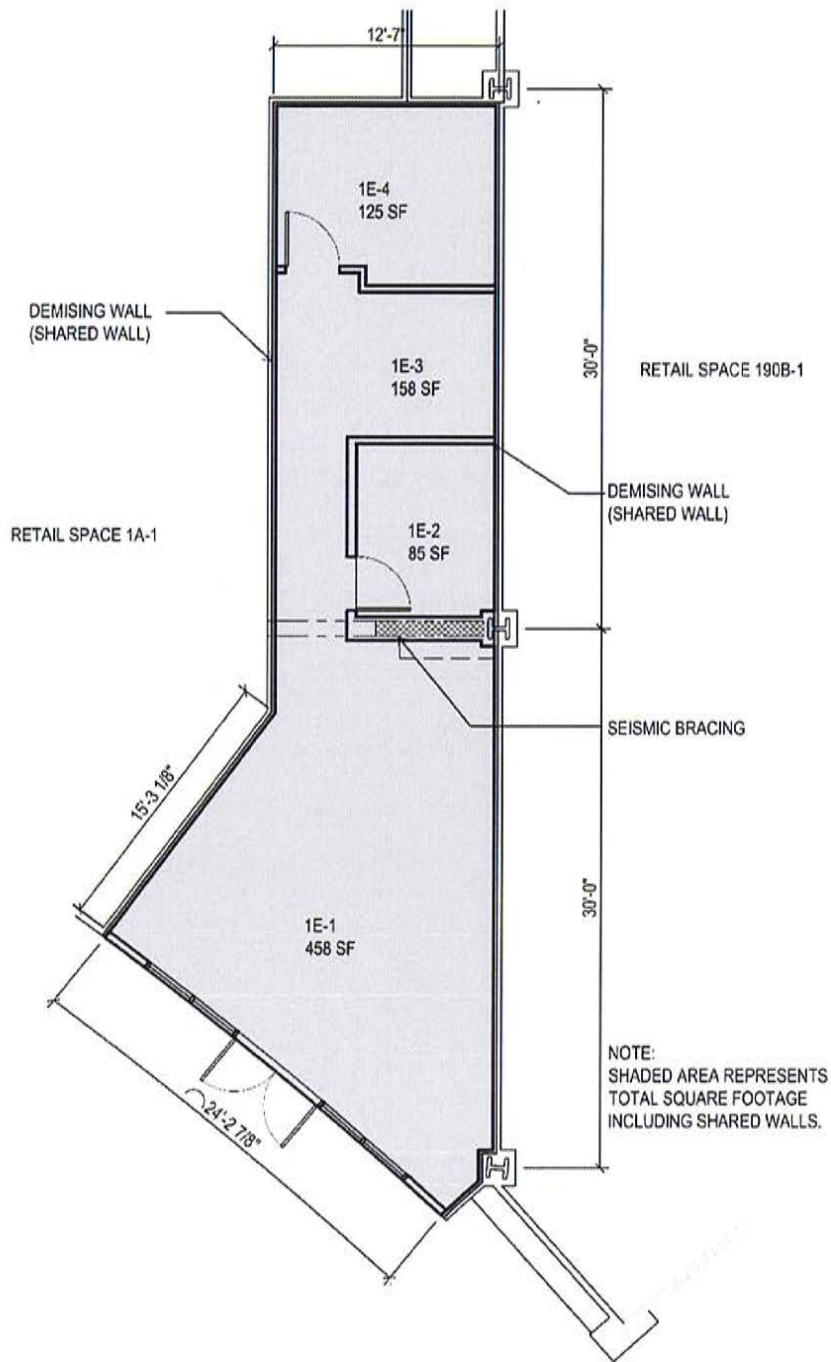 12'-7"
1E-4
125 SF
DEMISING WALL
(SHARED WALL)
1E-3
158 SF
30'-0"
RETAIL SPACE 190B-1
DEMISING WALL
(SHARED WALL)
RETAIL SPACE 1A-1
1E-2
85 SF
SEISMIC BRACING
15'-3 1/8"
30'-0"
1E-1
458 SF
NOTE:
SHADED AREA REPRESENTS
TOTAL SQUARE FOOTAGE
INCLUDING SHARED WALLS.
24'-2 7/8"